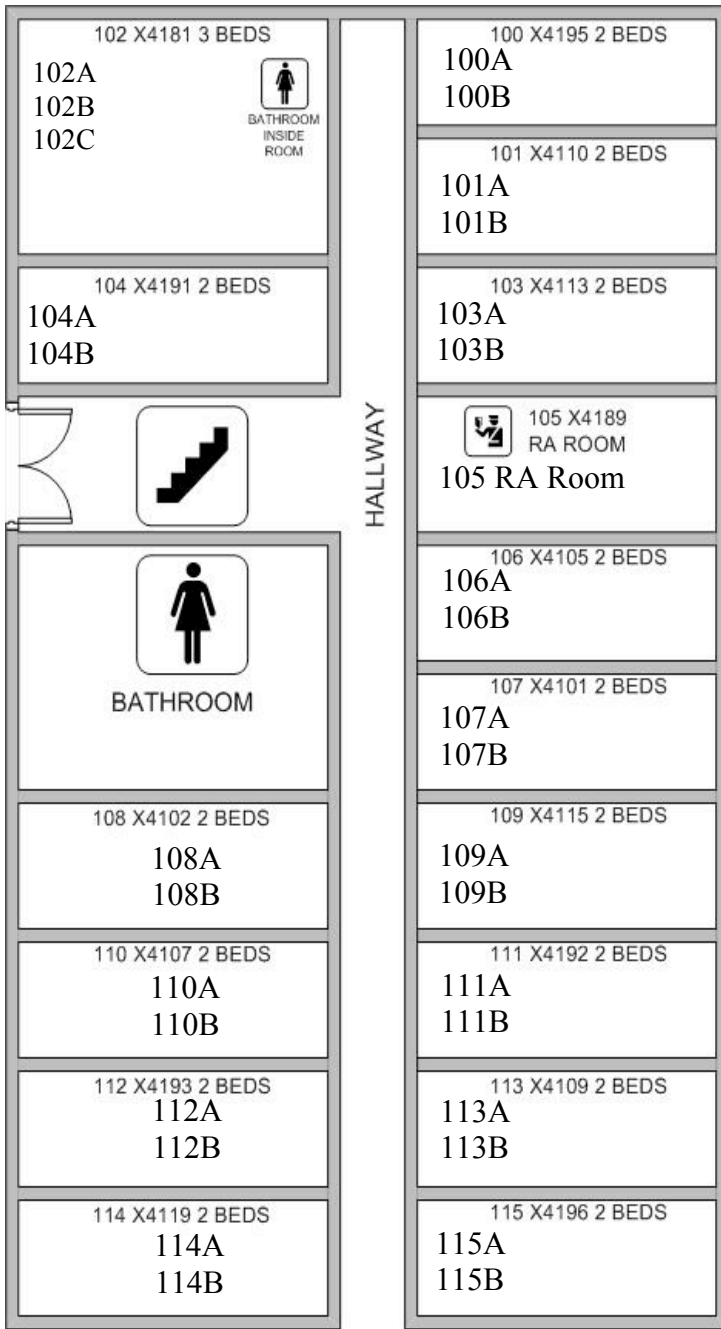 102 X4181 3 BEDS
102A
102B
102C
BATHROOM
INSIDE
ROOM
104 X4191 2 BEDS
104A
104B
BATHROOM
108 X4102 2 BEDS
108A
108B
110 X4107 2 BEDS
110A
110B
112 X4193 2 BEDS
112A
112B
114 X4119 2 BEDS
114A
114B
HALLWAY
100 X4195 2 BEDS
100A
100B
101 X4110 2 BEDS
101A
101B
103 X4113 2 BEDS
103A
103B
105 X4189
RA ROOM
105 RA Room
106 X4105 2 BEDS
106A
106B
107 X4101 2 BEDS
107A
107B
109 X4115 2 BEDS
109A
109B
111 X4192 2 BEDS
111A
111B
113 X4109 2 BEDS
113A
113B
115 X4196 2 BEDS
115A
115B